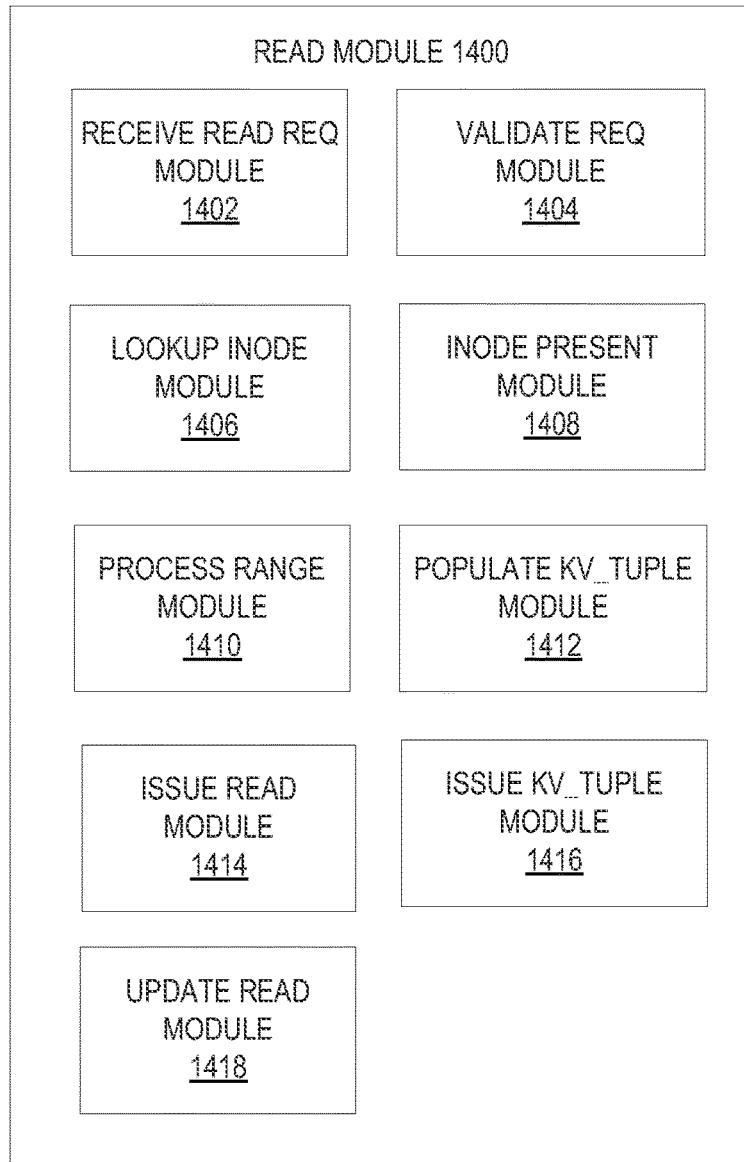 READ MODULE 1400
RECEIVE READ REQ
MODULE
1402
VALIDATE REQ
MODULE
1404
LOOKUP INODE
MODULE
1406
INODE PRESENT
MODULE
1408
PROCESS RANGE
MODULE
1410
POPULATE KV_TUPLE
MODULE
1412
ISSUE READ
MODULE
1414
ISSUE KV_TUPLE
MODULE
1416
UPDATE READ
MODULE
1418